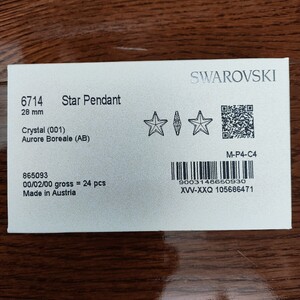 SWAROVSKI
6714 Star Pendant
28 mm
Crystal (001)
Aurore Boreale (AB)
M-P4-C4
865093
00/02/00 gross = 24 pcs
Made in Austria
9003146650930
XVV-XXQ 105686471